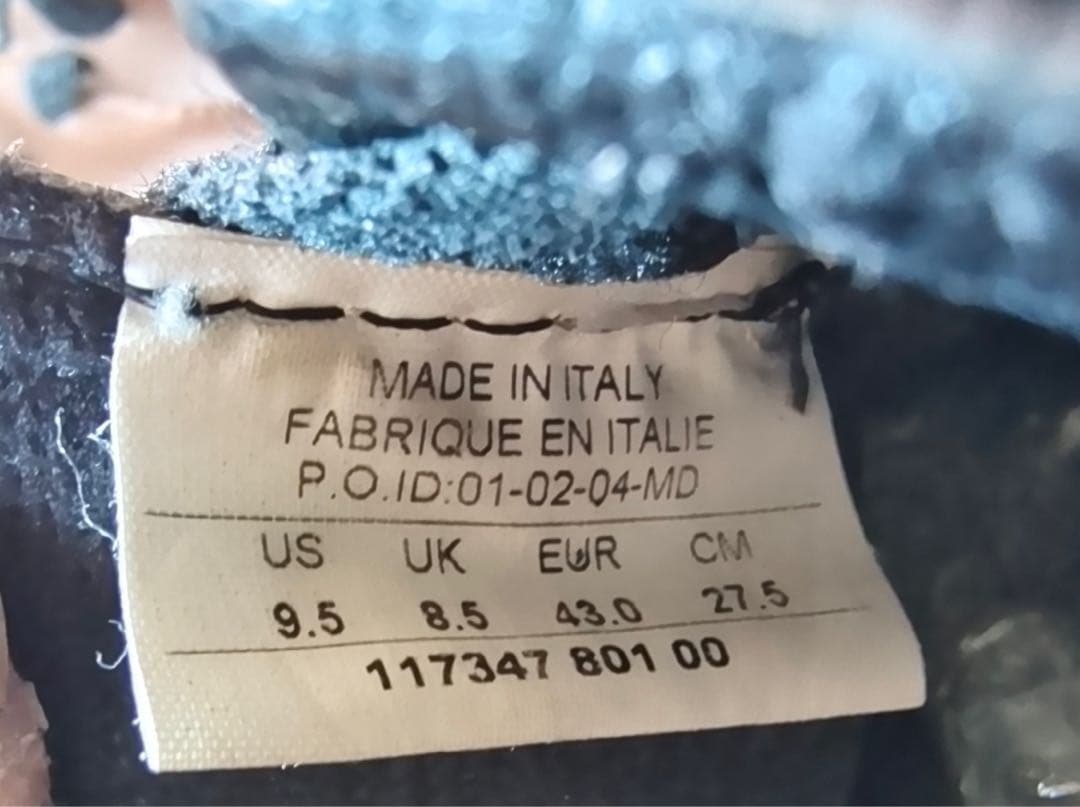 MADE IN ITALY
FABRIQUE EN ITALIE
P.O.ID:01-02-04-MD
US UK EUR CM
9.5 8.5 43.0 27.5
117347 801 00